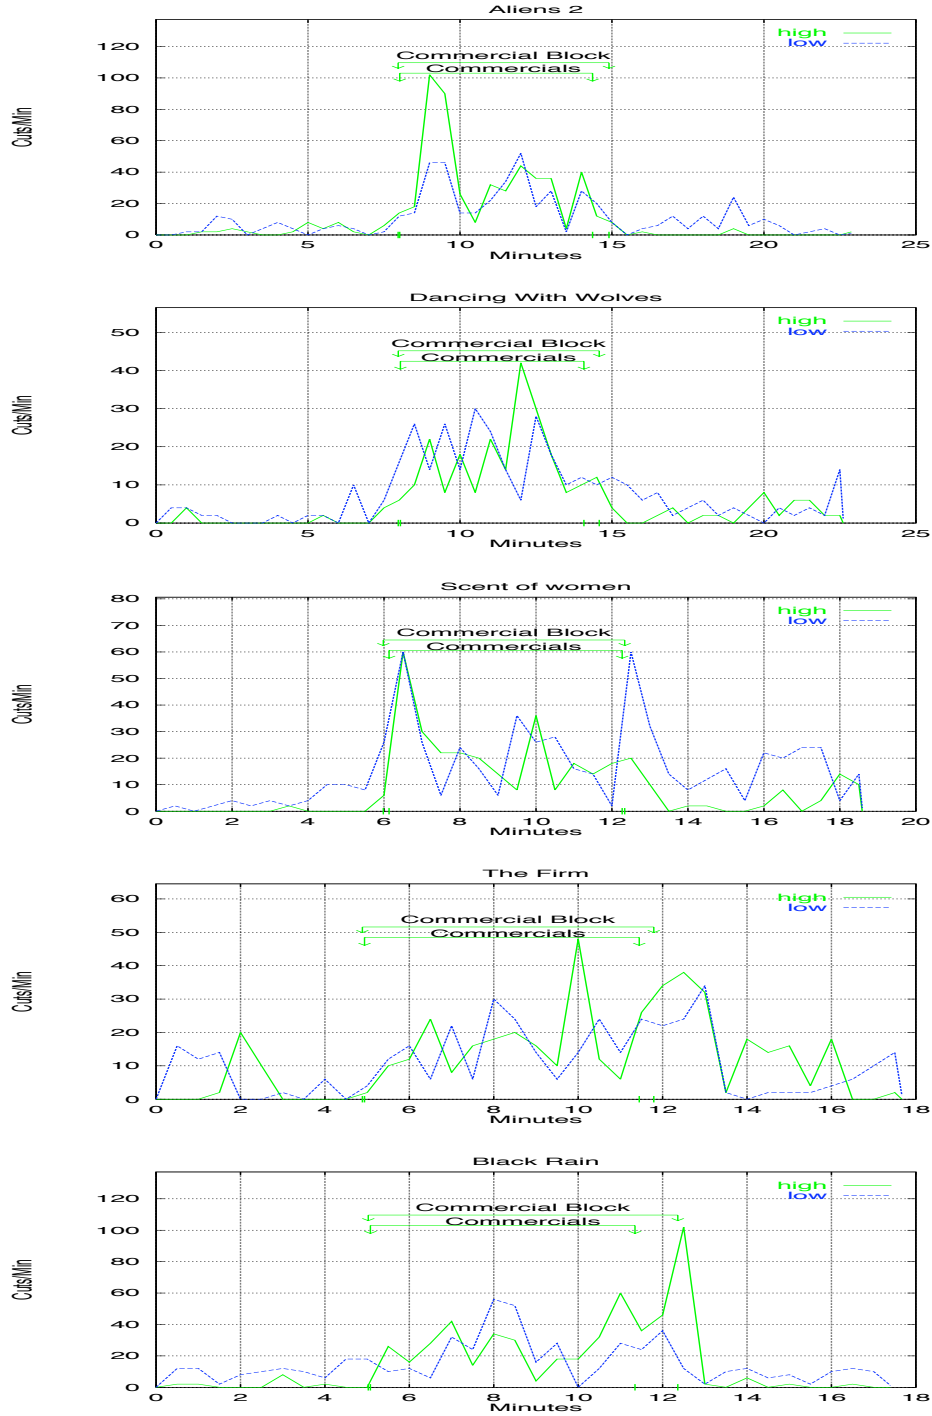 Aliens 2
high
low
Commercial Block
Commercials
Cuts/Min
120
100
80
60
40
20
0
0 5 10 15 20 25
Minutes
Dancing With Wolves
high
low
Commercial Block
Commercials
Cuts/Min
50
40
30
20
10
0
0 5 10 15 20 25
Minutes
Scent of women
high
low
Commercial Block
Commercials
Cuts/Min
80
70
60
50
40
30
20
10
0
0 2 4 6 8 10 12 14 16 18 20
Minutes
The Firm
high
low
Commercial Block
Commercials
Cuts/Min
60
50
40
30
20
10
0
0 2 4 6 8 10 12 14 16 18
Minutes
Black Rain
high
low
Commercial Block
Commercials
Cuts/Min
120
100
80
60
40
20
0
0 2 4 6 8 10 12 14 16 18
Minutes